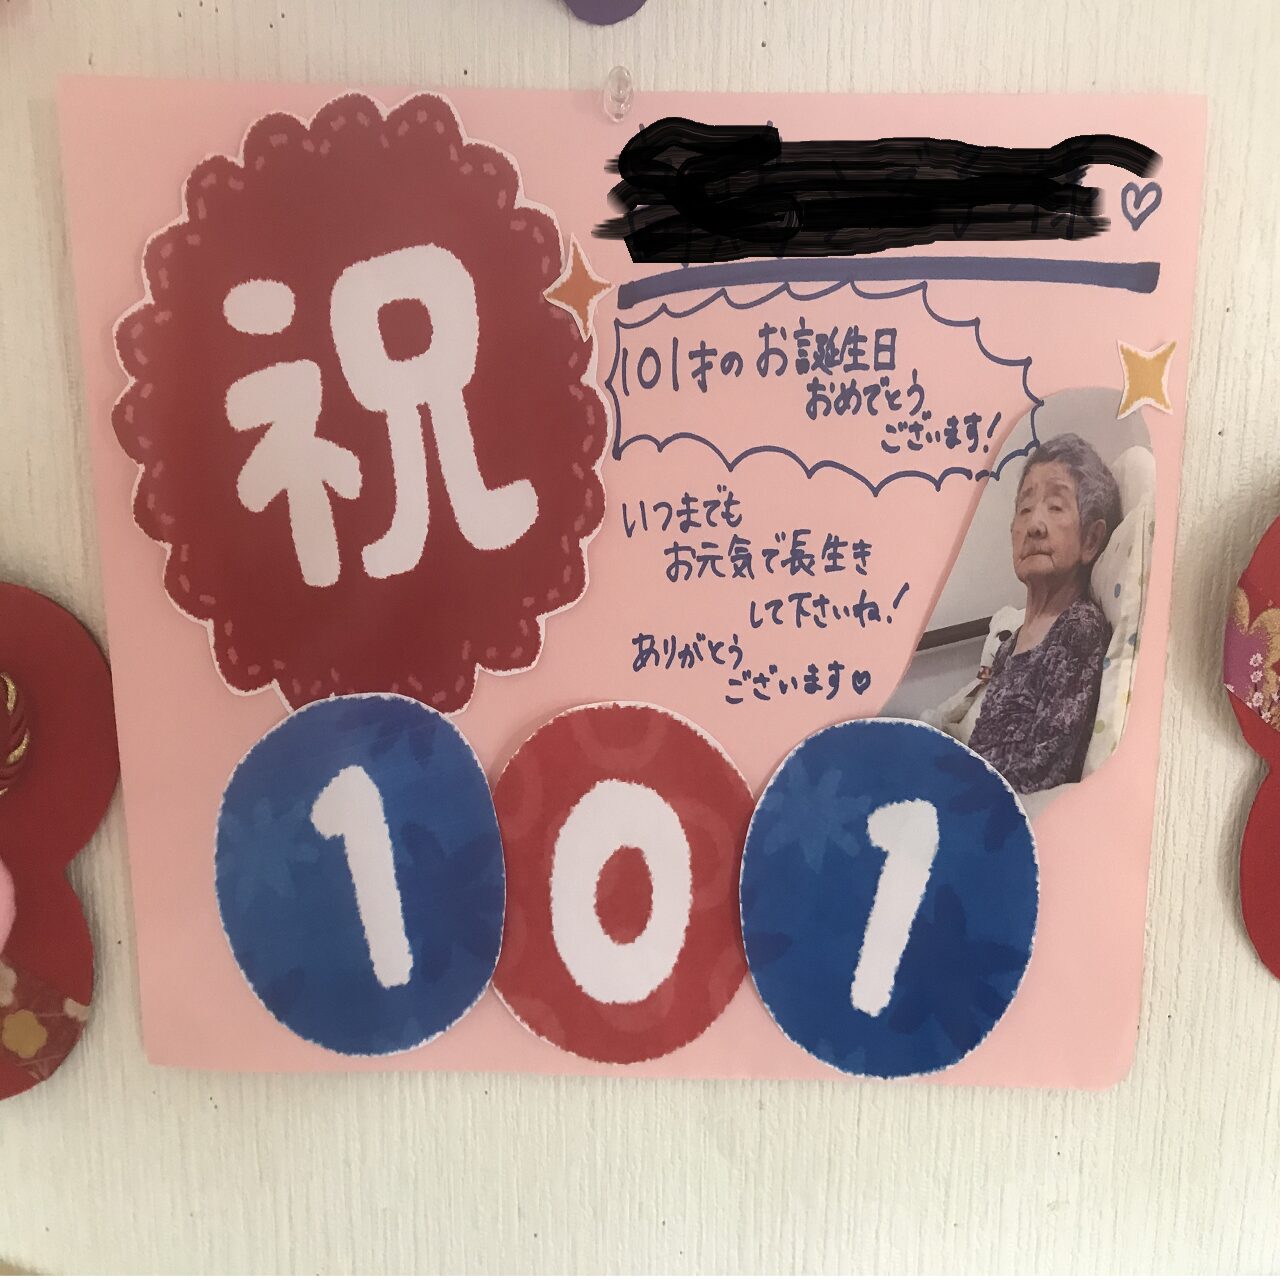 祝
101才のお誕生日
おめでとう
ございます!
いつまでも
お元気で長生き
して下さいね!
ありがとう
ございます♡
101